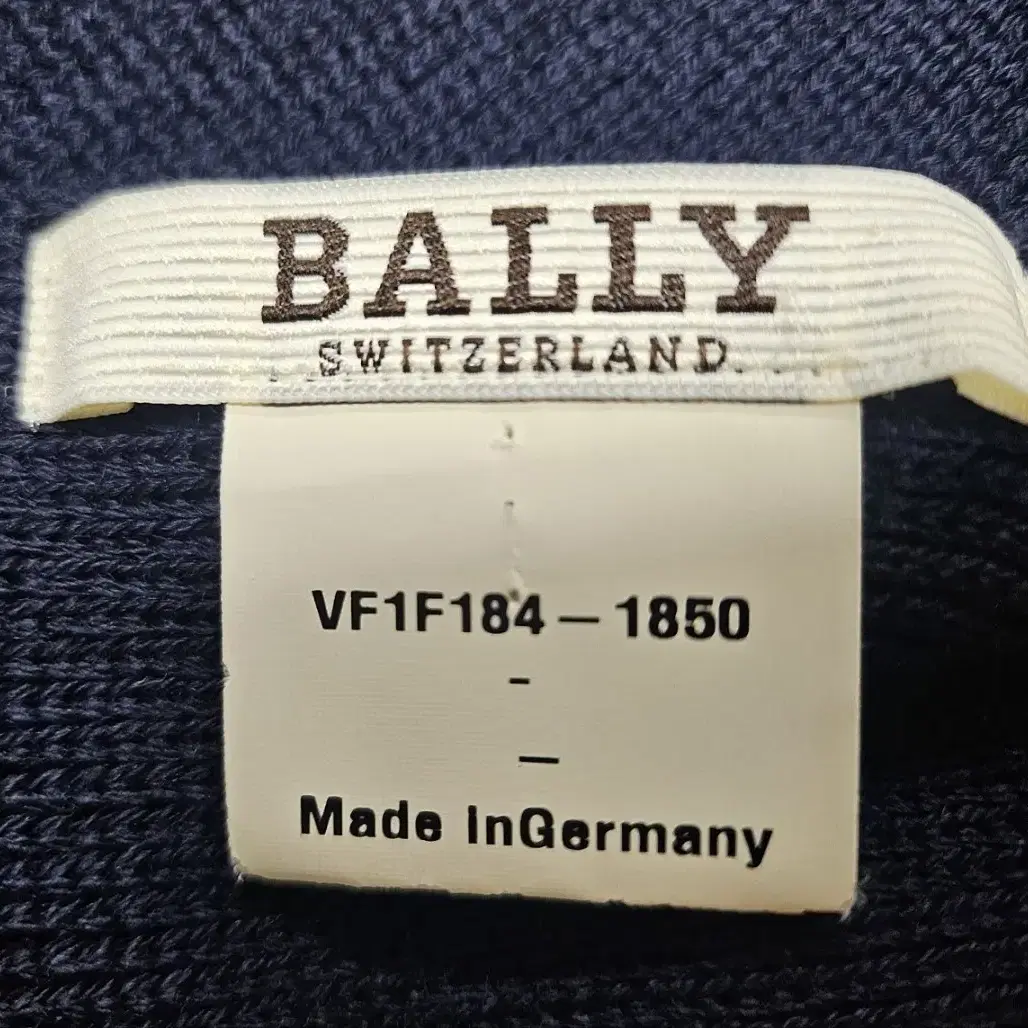 BALLY
SWITZERLAND
VF1F184 — 1850
-
—
Made inGermany